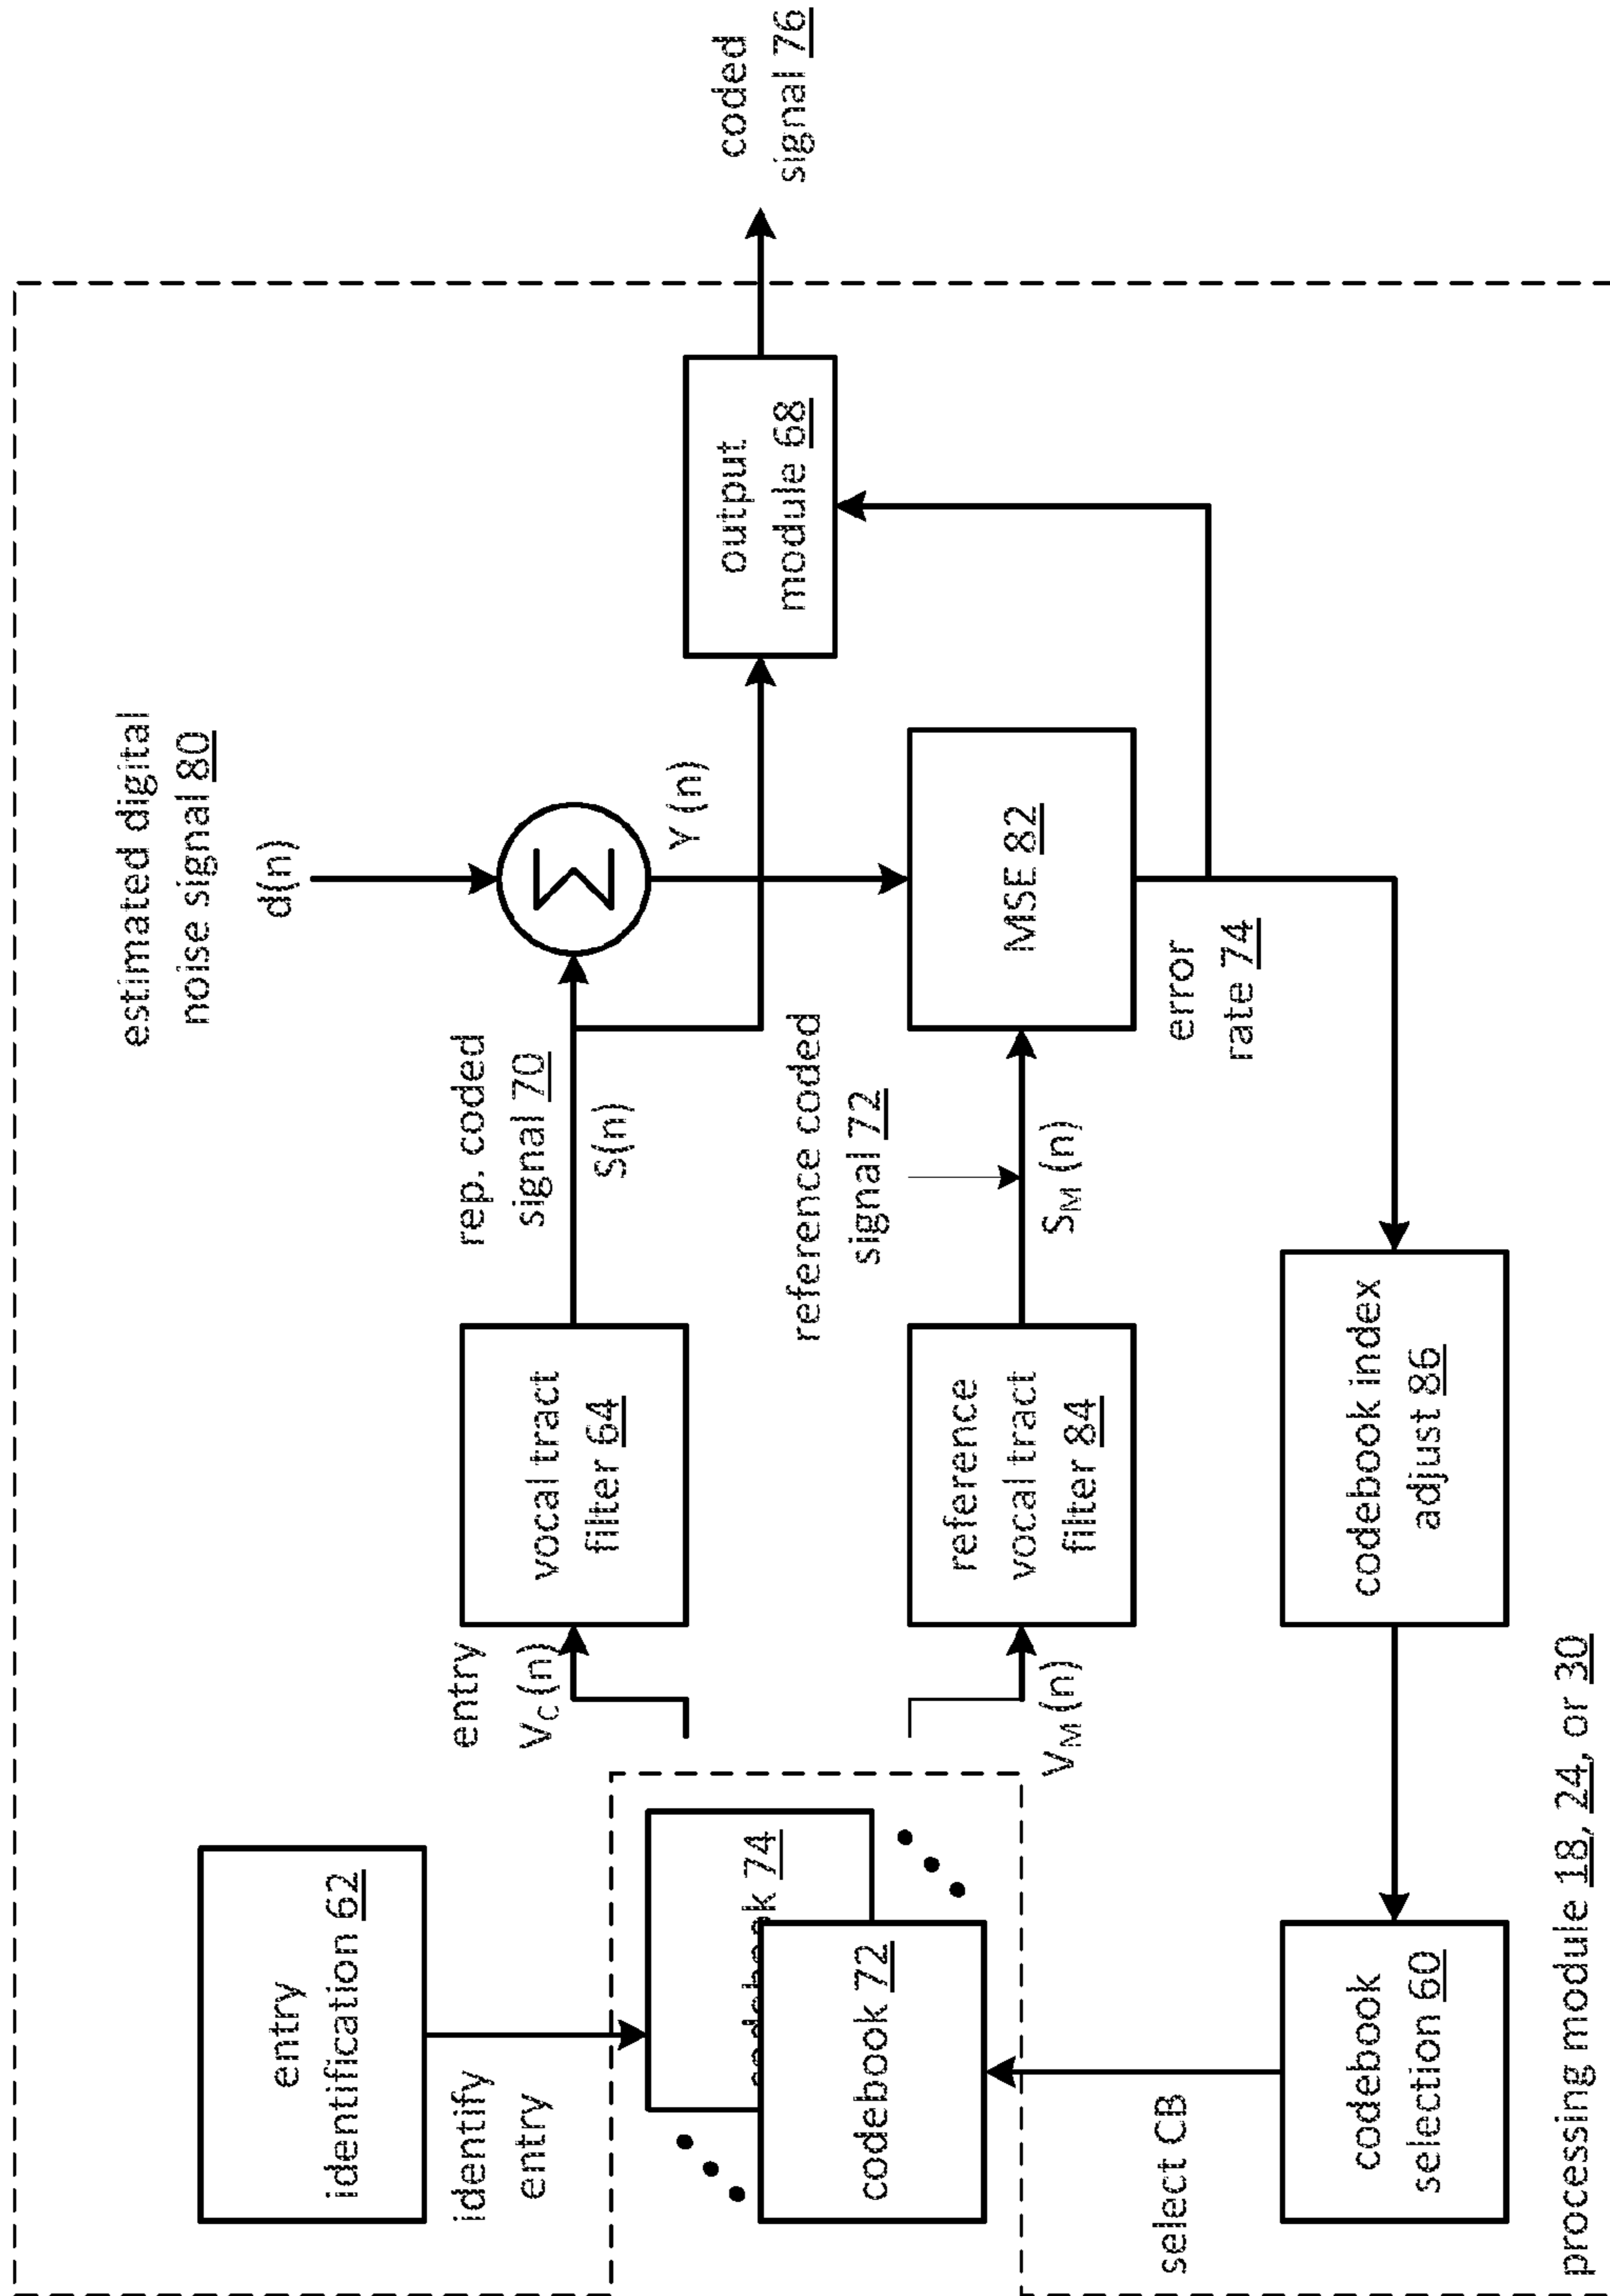 entry
identification 62
identify
entry
codebook 74
codebook 72
select CB
codebook
selection 60
processing module 18, 24, or 30
entry
V_C (n)
V_M (n)
vocal tract
filter 64
reference
vocal tract
filter 84
codebook index
adjust 86
rep. coded
signal 70
S(n)
reference coded
signal 72
S_M (n)
estimated digital
noise signal 80
d(n)
Σ
Y (n)
MSE 82
error
rate 74
output
module 68
coded
signal 76